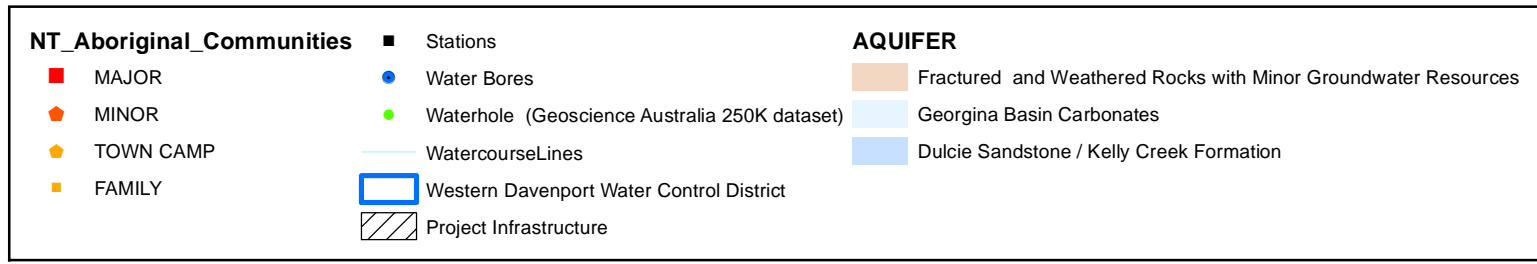 NT_Aboriginal_Communities
MAJOR
MINOR
TOWN CAMP
FAMILY
Stations
Water Bores
Waterhole (Geoscience Australia 250K dataset)
WatercourseLines
Western Davenport Water Control District
Project Infrastructure
AQUIFER
Fractured and Weathered Rocks with Minor Groundwater Resources
Georgina Basin Carbonates
Dulcie Sandstone / Kelly Creek Formation